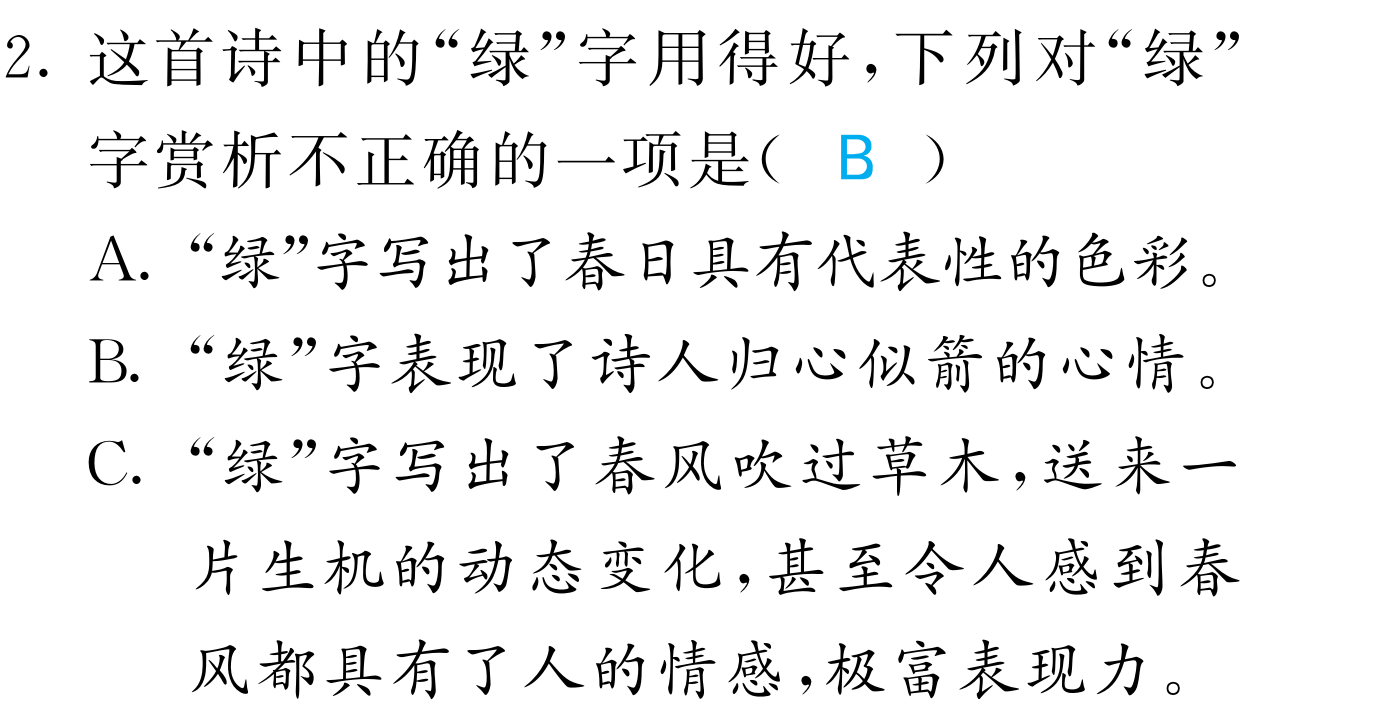 2. 这首诗中的“绿”字用得好,下列对“绿”
字赏析不正确的一项是( B )
A. “绿”字写出了春日具有代表性的色彩。
B. “绿”字表现了诗人归心似箭的心情。
C. “绿”字写出了春风吹过草木,送来一
片生机的动态变化,甚至令人感到春
风都具有了人的情感,极富表现力。